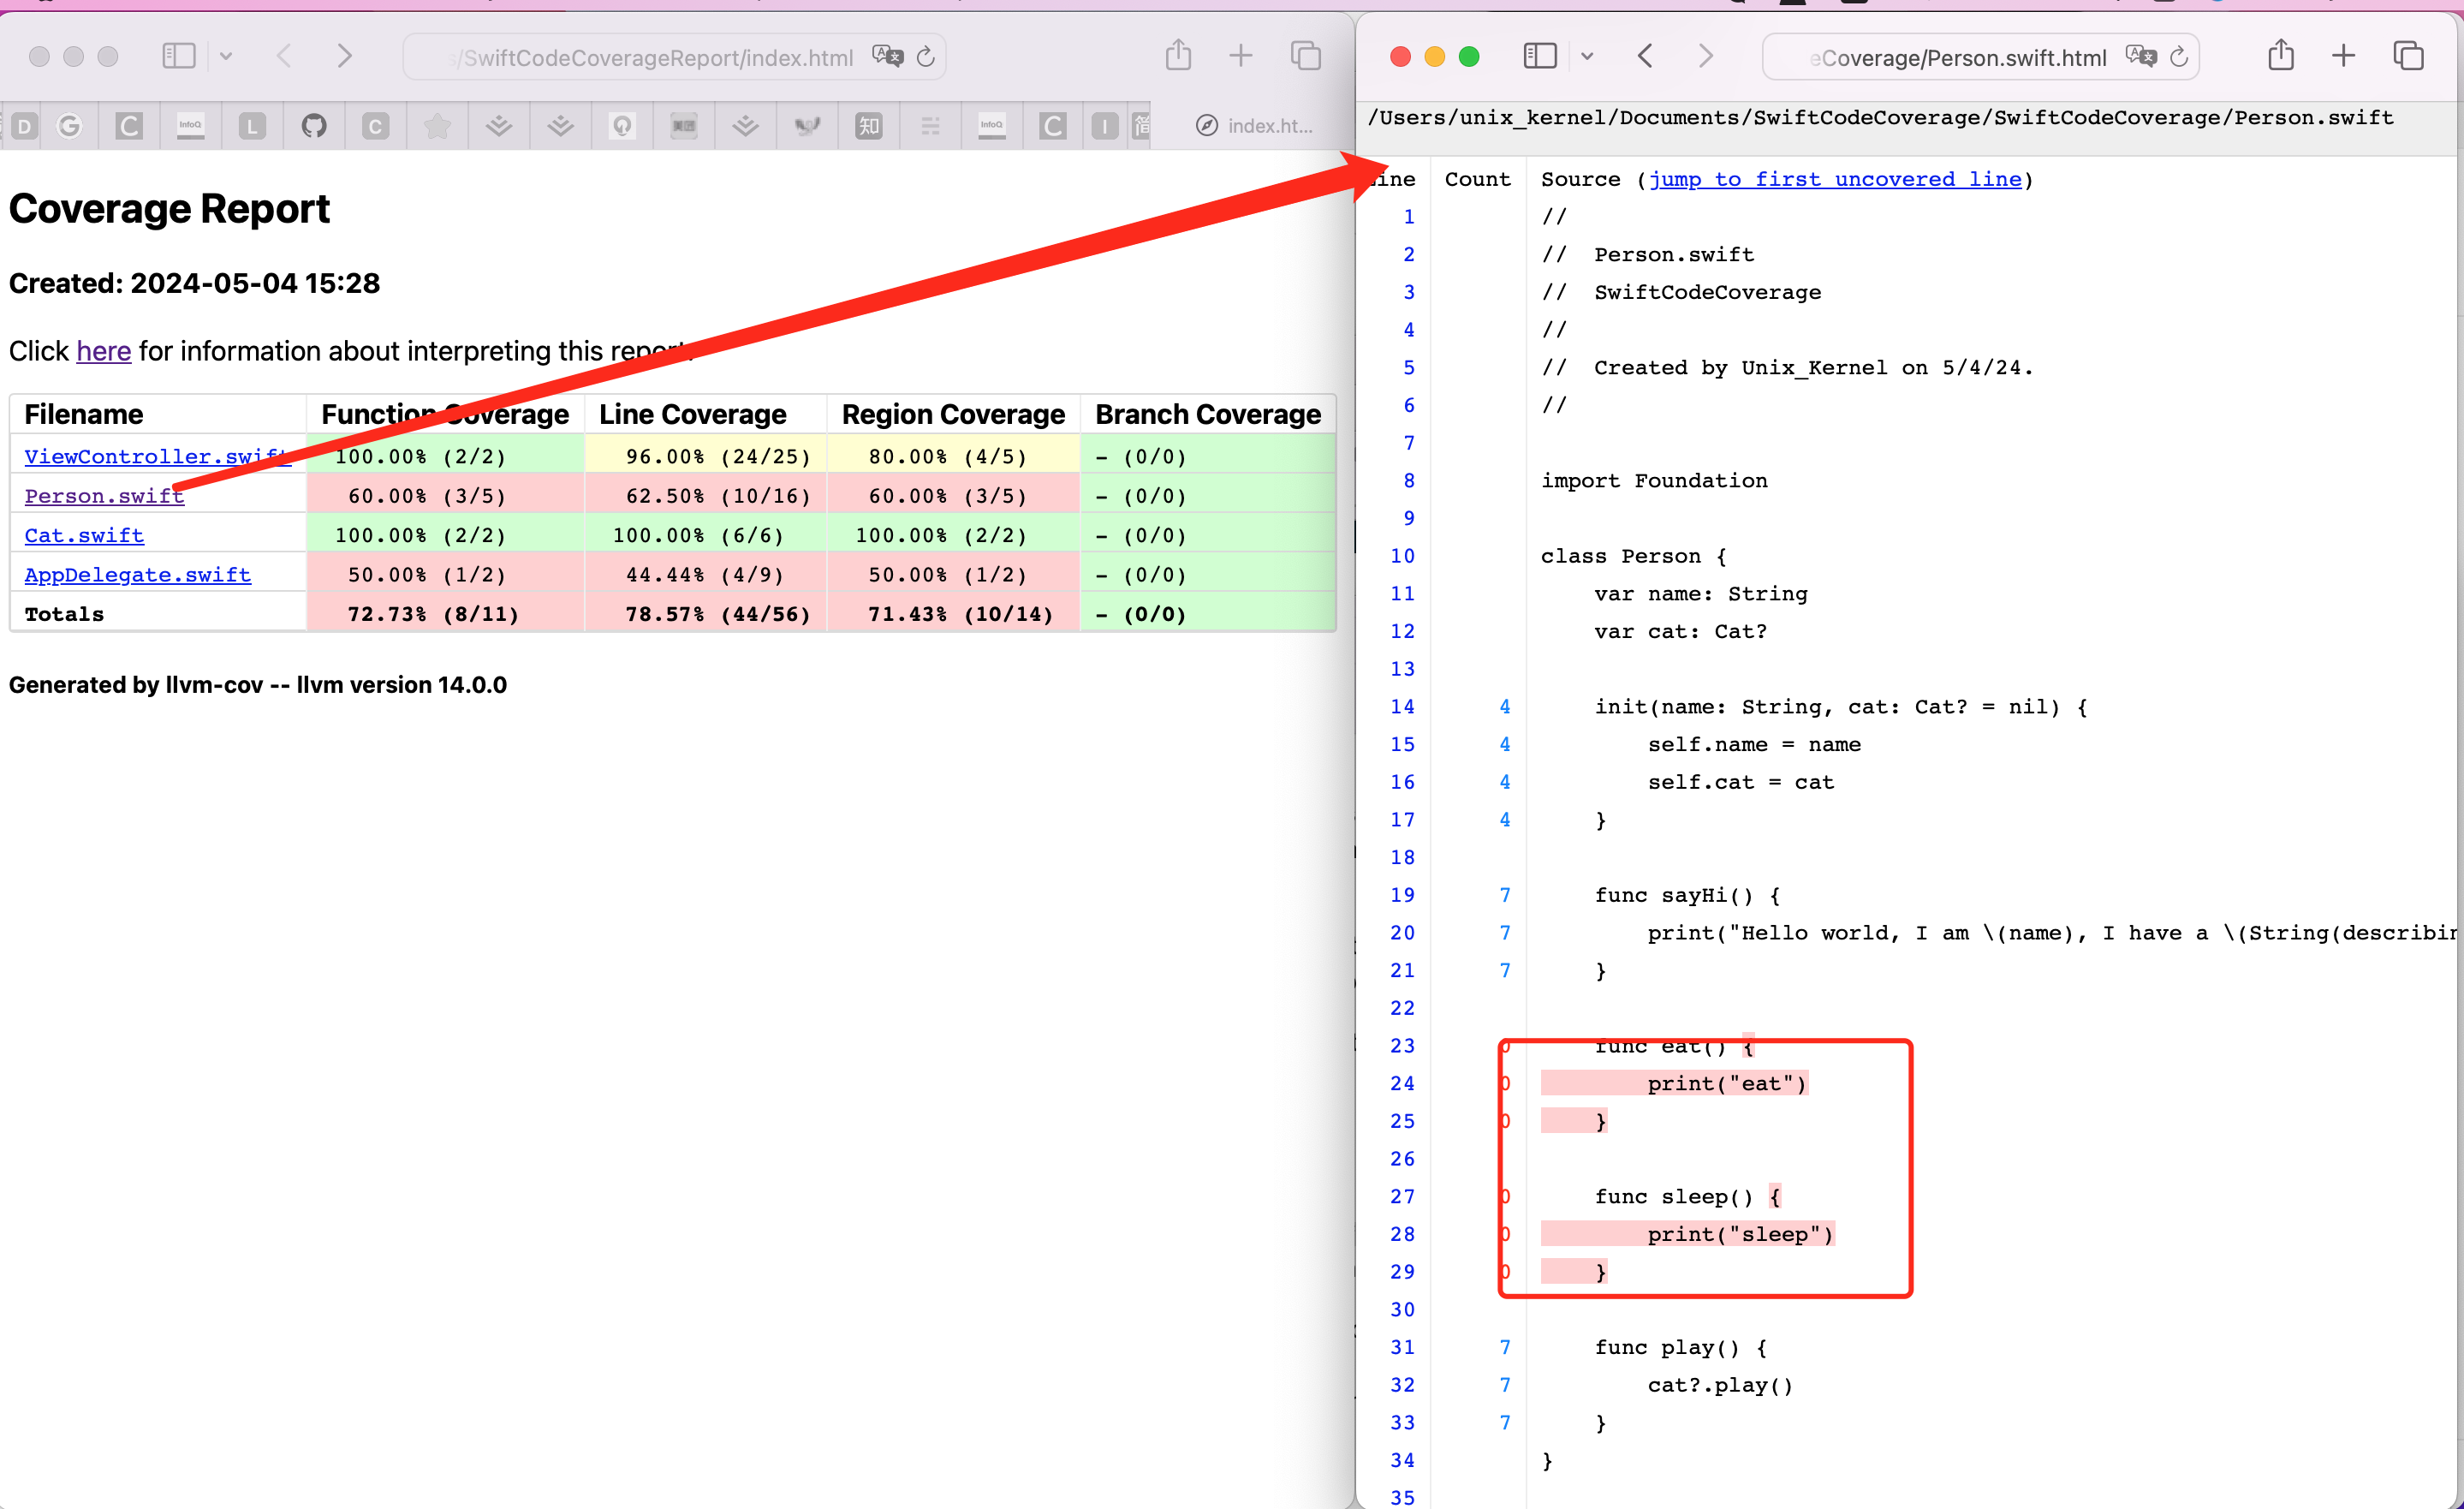 s/SwiftCodeCoverageReport/index.html
D G C InfoQ L C 知 InfoQ C I 简 index.ht...
Coverage Report
Created: 2024-05-04 15:28
Click here for information about interpreting this report.
Filename Function Coverage Line Coverage Region Coverage Branch Coverage
ViewController.swift 100.00% (2/2) 96.00% (24/25) 80.00% (4/5) - (0/0)
Person.swift 60.00% (3/5) 62.50% (10/16) 60.00% (3/5) - (0/0)
Cat.swift 100.00% (2/2) 100.00% (6/6) 100.00% (2/2) - (0/0)
AppDelegate.swift 50.00% (1/2) 44.44% (4/9) 50.00% (1/2) - (0/0)
Totals 72.73% (8/11) 78.57% (44/56) 71.43% (10/14) - (0/0)
Generated by llvm-cov -- llvm version 14.0.0
eCoverage/Person.swift.html
/Users/unix_kernel/Documents/SwiftCodeCoverage/SwiftCodeCoverage/Person.swift
Line Count Source (jump to first uncovered line)
1 //
2 //  Person.swift
3 //  SwiftCodeCoverage
4 //
5 //  Created by Unix_Kernel on 5/4/24.
6 //
7
8 import Foundation
9
10 class Person {
11     var name: String
12     var cat: Cat?
13
14 4     init(name: String, cat: Cat? = nil) {
15 4         self.name = name
16 4         self.cat = cat
17 4     }
18
19 7     func sayHi() {
20 7         print("Hello world, I am \(name), I have a \(String(describin
21 7     }
22
23 0     func eat() {
24 0         print("eat")
25 0     }
26
27 0     func sleep() {
28 0         print("sleep")
29 0     }
30
31 7     func play() {
32 7         cat?.play()
33 7     }
34 }
35